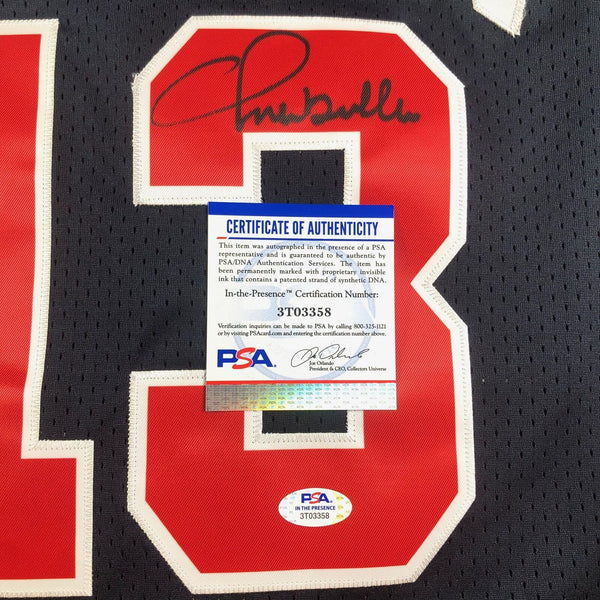 13
CERTIFICATE OF AUTHENTICITY
This item was autographed in the presence of a PSA
representative and is guaranteed to be authentic by
PSA/DNA Authentication Services. The item has
been permanently marked with proprietary invisible
ink that contains a patented strand of synthetic DNA.
In-the-Presence™ Certification Number:
3T03358
Verification inquiries can be made to PSA by calling 800-325-1121
or by visiting PSAcard.com and entering the certification number above.
PSA.
Joe Orlando
President & CEO, Collectors Universe
PSA
IN THE PRESENCE
3T03358